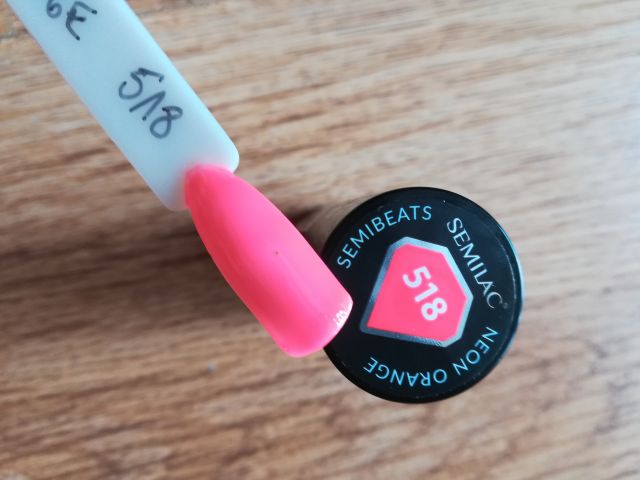 518
SEMIBEATS
SEMILAC®
518
NEON ORANGE